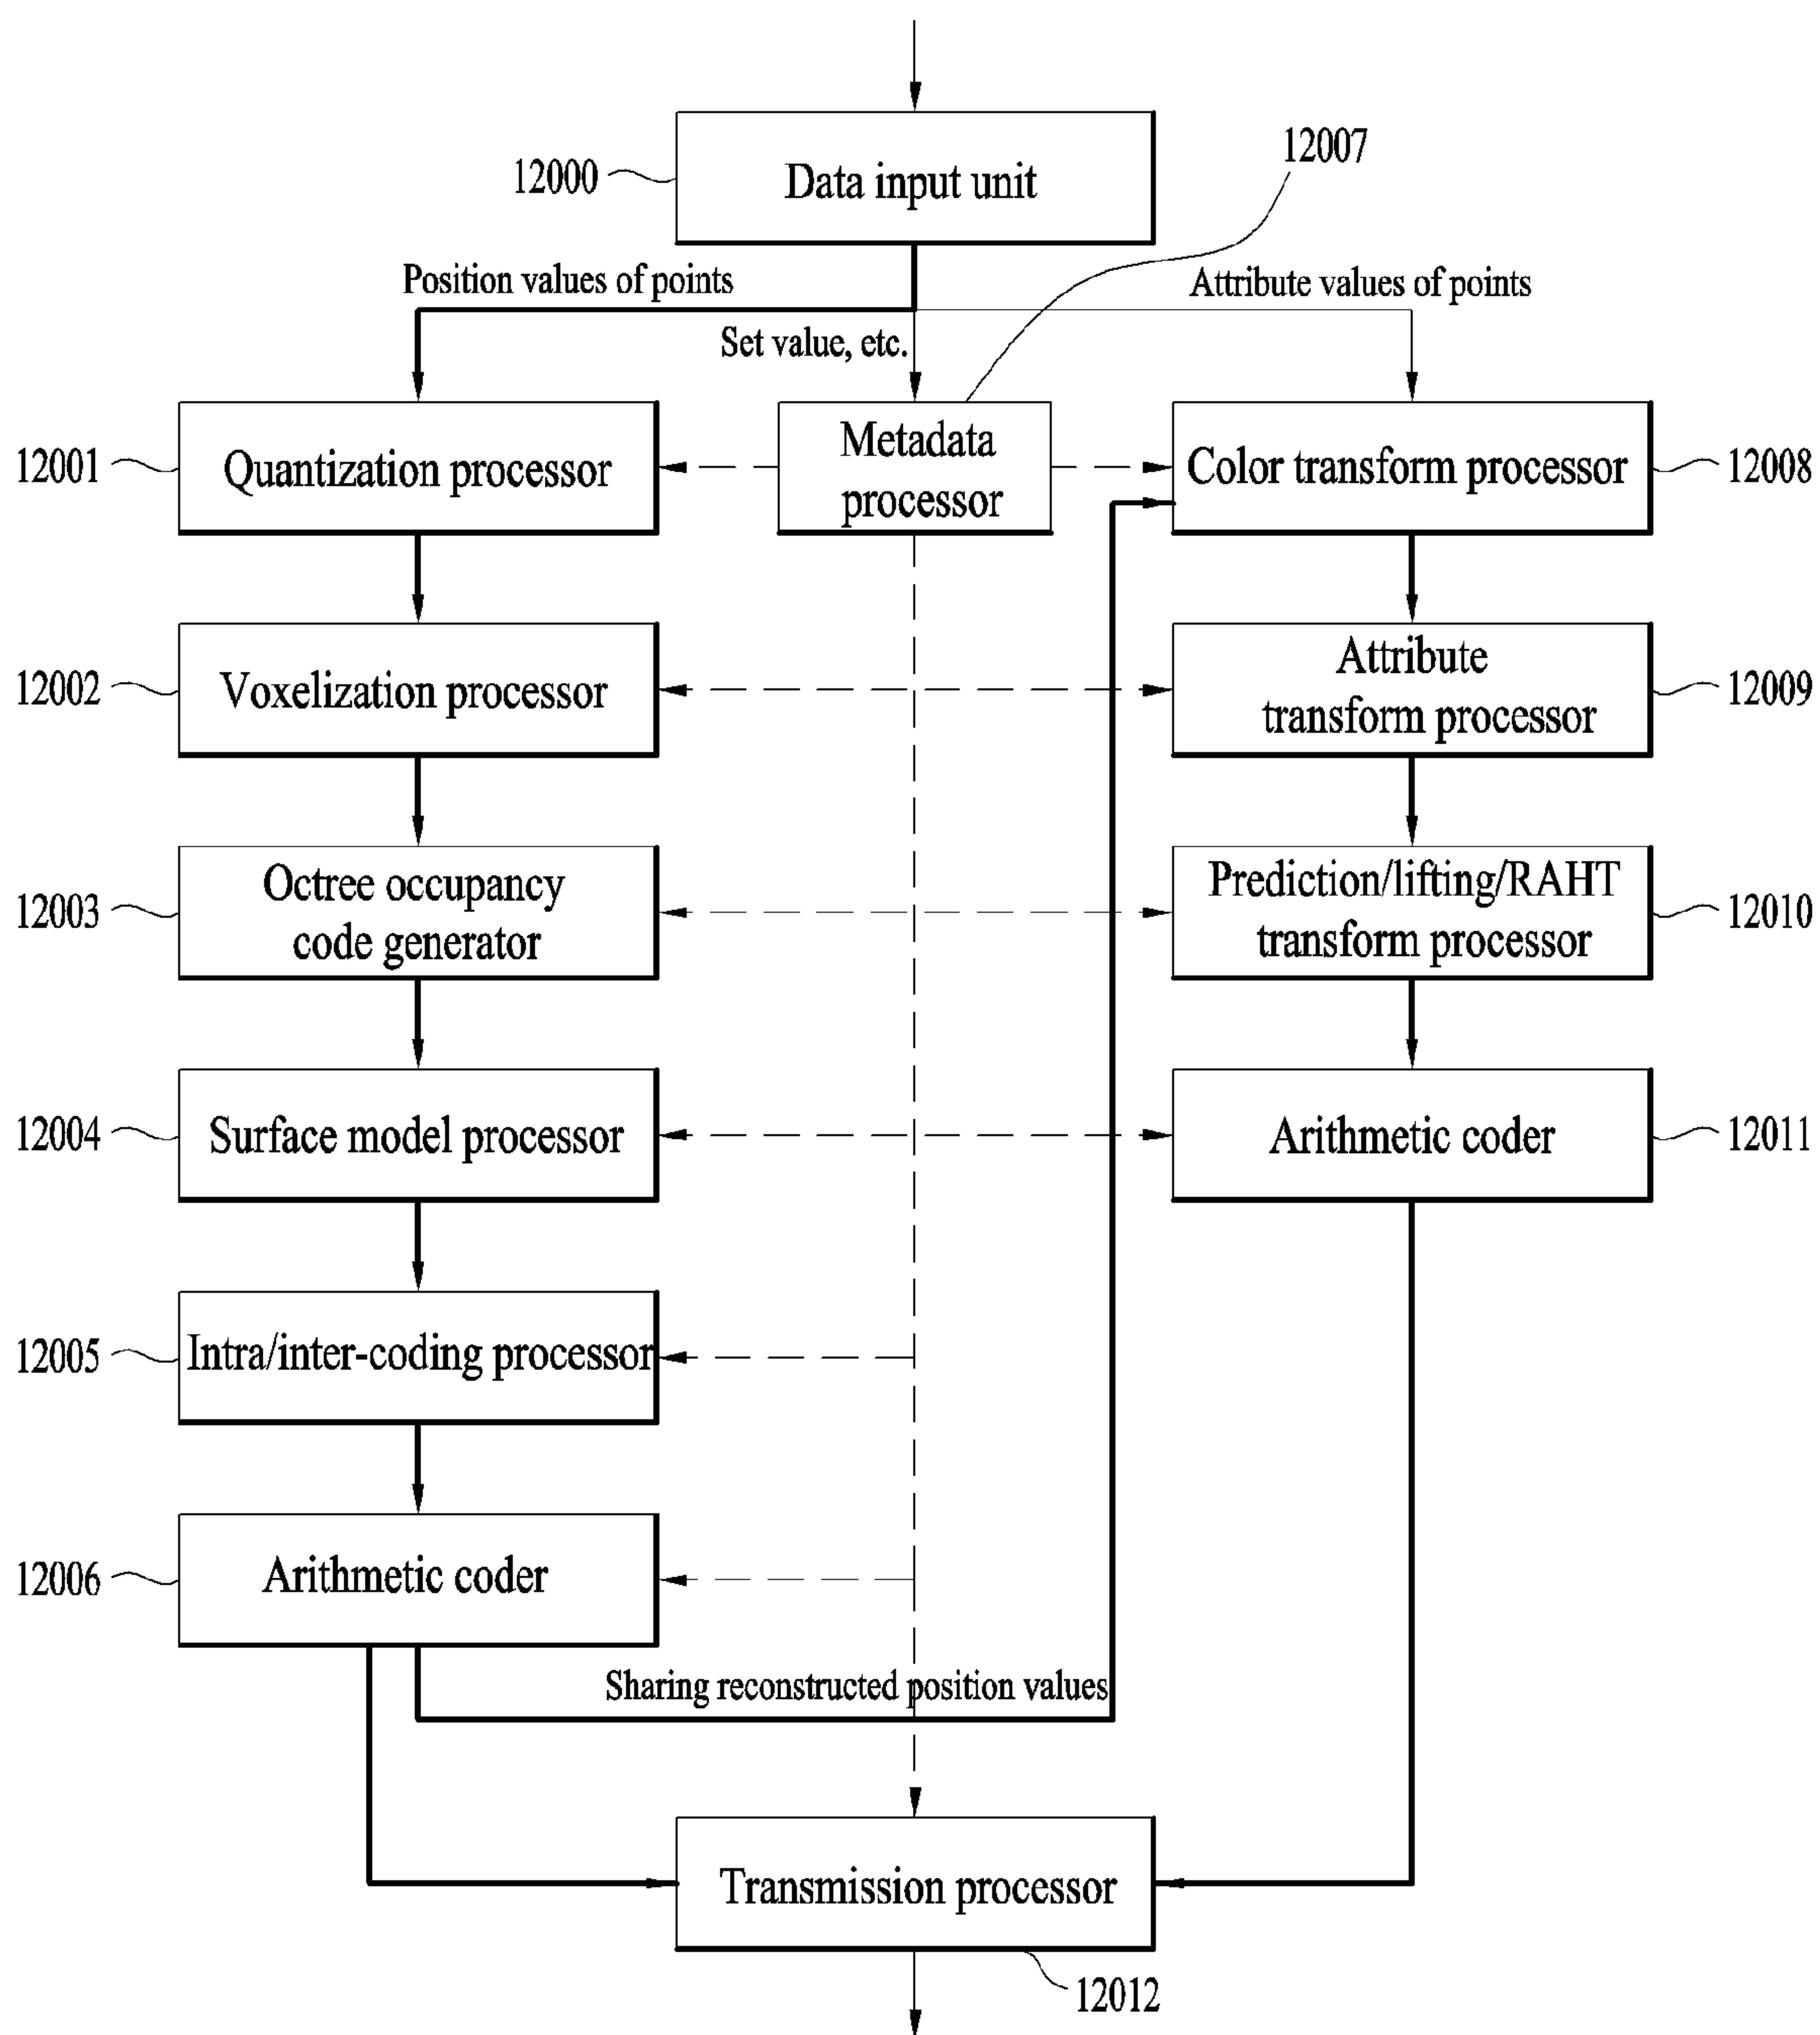 12000
Data input unit
12007
Position values of points
Set value, etc.
Attribute values of points
12001
Quantization processor
Metadata
processor
Color transform processor
12008
12002
Voxelization processor
Attribute
transform processor
12009
12003
Octree occupancy
code generator
Prediction/lifting/RAHT
transform processor
12010
12004
Surface model processor
Arithmetic coder
12011
12005
Intra/inter-coding processor
12006
Arithmetic coder
Sharing reconstructed position values
Transmission processor
12012